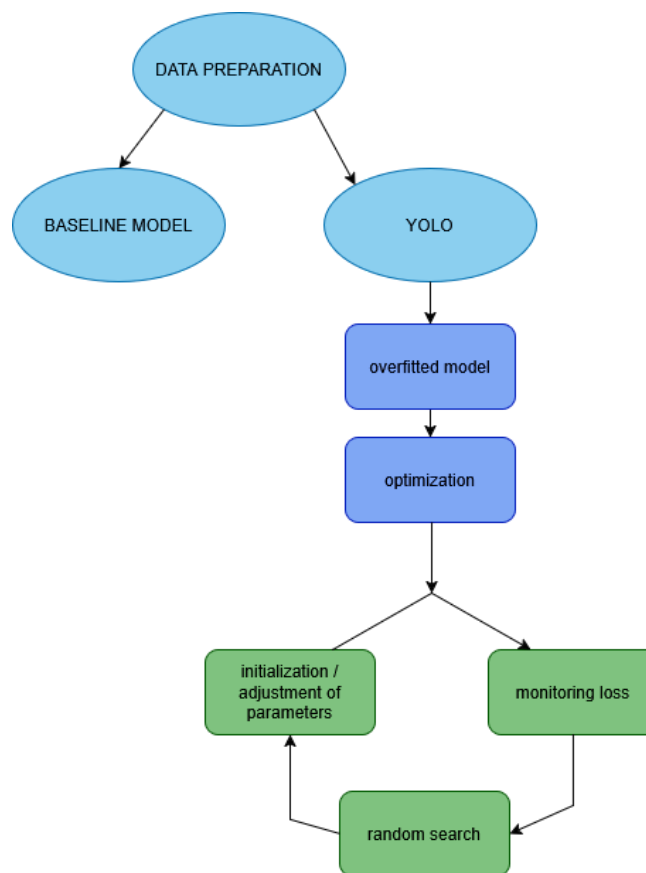 DATA PREPARATION
BASELINE MODEL
YOLO
overfitted model
optimization
initialization /
adjustment of
parameters
monitoring loss
random search